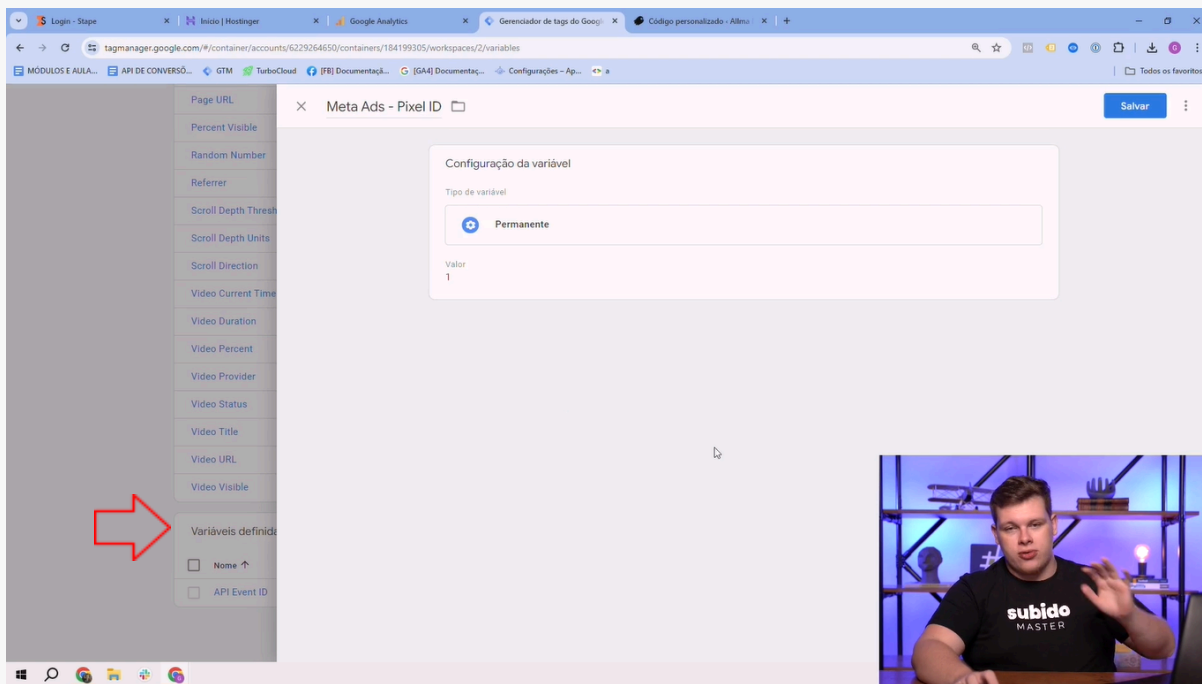 Login - Stape
Início | Hostinger
Google Analytics
Gerenciador de tags do Googl
Código personalizado ‹ Allma
tagmanager.google.com/#/container/accounts/6229264650/containers/184199305/workspaces/2/variables
MÓDULOS E AULA...
API DE CONVERSÕ...
GTM
TurboCloud
[FB] Documentaçã...
[GA4] Documentaç...
Configurações – Ap...
a
Todos os favoritos
Page URL
Percent Visible
Random Number
Referrer
Scroll Depth Thresh
Scroll Depth Units
Scroll Direction
Video Current Time
Video Duration
Video Percent
Video Provider
Video Status
Video Title
Video URL
Video Visible
Variáveis definida
Nome
API Event ID
Meta Ads - Pixel ID
Salvar
Configuração da variável
Tipo de variável
Permanente
Valor
1
subido
MASTER